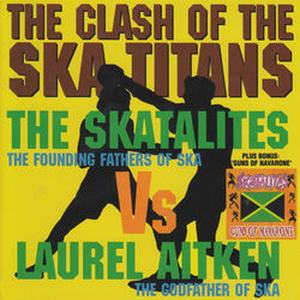 THE CLASH OF THE
SKA TITANS
THE SKATALITES
THE FOUNDING FATHERS OF SKA
PLUS BONUS:
'GUNS OF NAVARONE'
Vs
SKATALITES
GUNS OF NAVARONE
LAUREL AITKEN
THE GODFATHER OF SKA